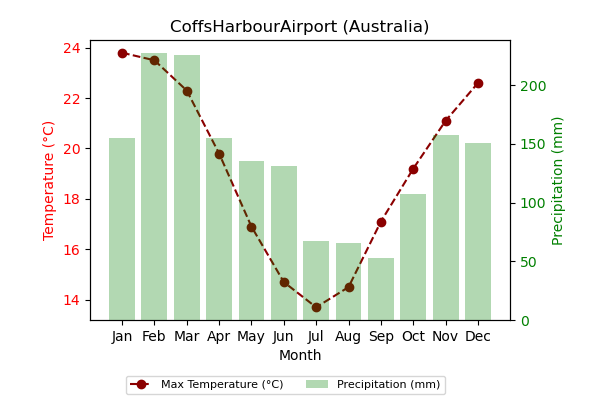 CoffsHarbourAirport (Australia)
Temperature (°C)
24
22
20
18
16
14
200
150
100
50
0
Precipitation (mm)
Jan Feb Mar Apr May Jun Jul Aug Sep Oct Nov Dec
Month
Max Temperature (°C) Precipitation (mm)